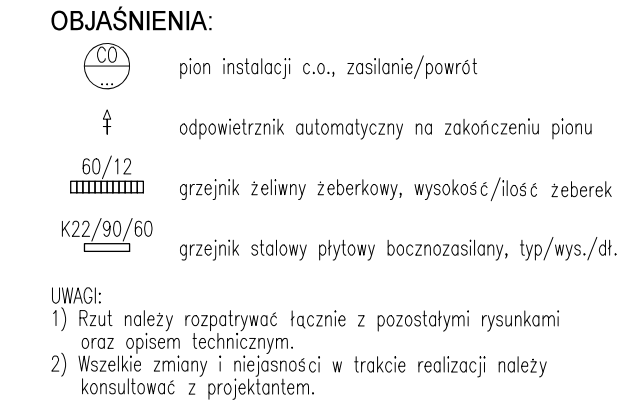 OBJAŚNIENIA:
CO
...
pion instalacji c.o., zasilanie/powrót
odpowietrznik automatyczny na zakończeniu pionu
60/12
grzejnik żeliwny żeberkowy, wysokość/ilość żeberek
K22/90/60
grzejnik stalowy płytowy bocznozasilany, typ/wys./dł.
UWAGI:
1) Rzut należy rozpatrywać łącznie z pozostałymi rysunkami
oraz opisem technicznym.
2) Wszelkie zmiany i niejasności w trakcie realizacji należy
konsultować z projektantem.